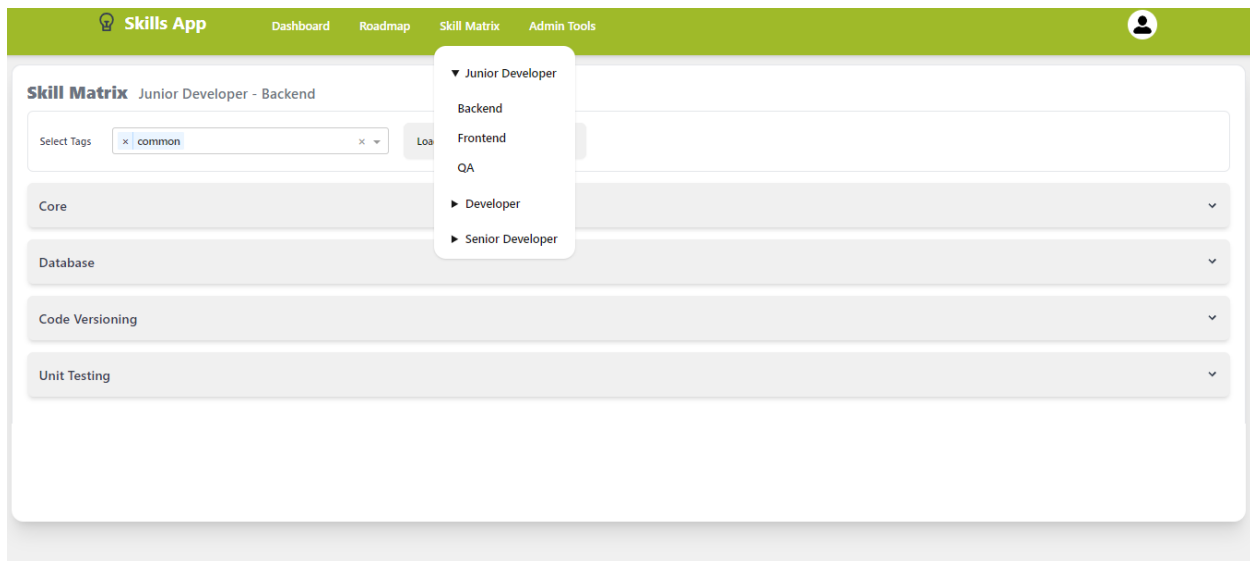 Skills App Dashboard Roadmap Skill Matrix Admin Tools
▼ Junior Developer
Backend
Frontend
QA
► Developer
► Senior Developer
Skill Matrix Junior Developer - Backend
Select Tags × common × Loa
Core
Database
Code Versioning
Unit Testing